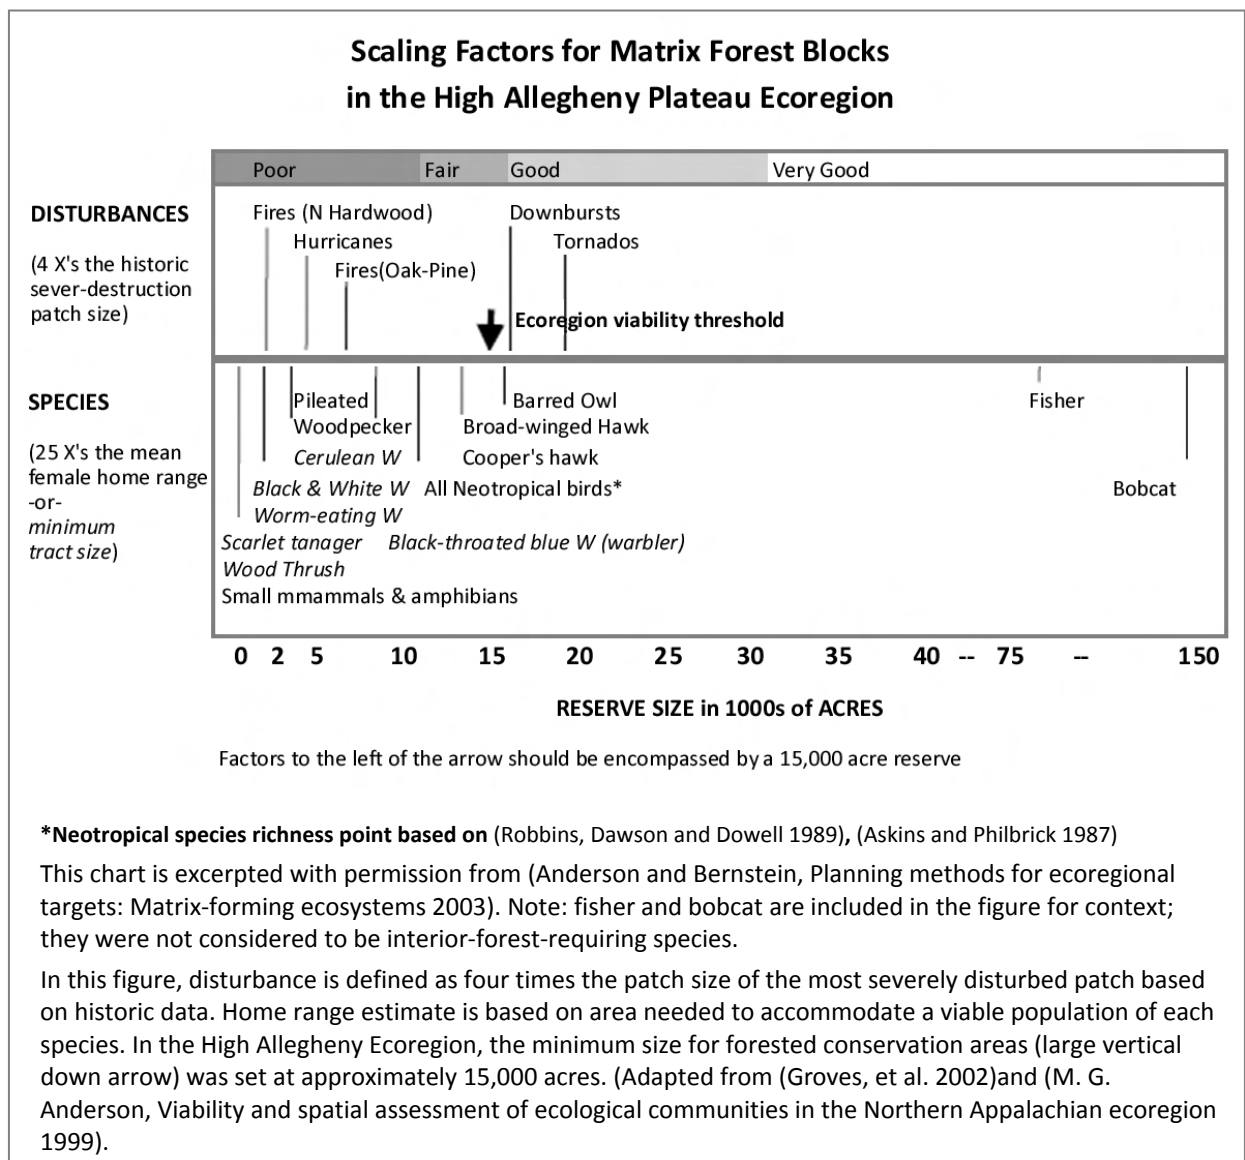 Scaling Factors for Matrix Forest Blocks
in the High Allegheny Plateau Ecoregion
Poor Fair Good Very Good
DISTURBANCES
(4 X's the historic
sever-destruction
patch size)
Fires (N Hardwood) Downbursts
Hurricanes Tornados
Fires(Oak-Pine)
Ecoregion viability threshold
SPECIES
(25 X's the mean
female home range
-or-
minimum
tract size)
Pileated Barred Owl Fisher
Woodpecker Broad-winged Hawk
Cerulean W Cooper's hawk
Black & White W All Neotropical birds* Bobcat
Worm-eating W
Scarlet tanager Black-throated blue W (warbler)
Wood Thrush
Small mmammals & amphibians
0 2 5 10 15 20 25 30 35 40 -- 75 -- 150
RESERVE SIZE in 1000s of ACRES
Factors to the left of the arrow should be encompassed by a 15,000 acre reserve
*Neotropical species richness point based on (Robbins, Dawson and Dowell 1989), (Askins and Philbrick 1987)
This chart is excerpted with permission from (Anderson and Bernstein, Planning methods for ecoregional
targets: Matrix-forming ecosystems 2003). Note: fisher and bobcat are included in the figure for context;
they were not considered to be interior-forest-requiring species.
In this figure, disturbance is defined as four times the patch size of the most severely disturbed patch based
on historic data. Home range estimate is based on area needed to accommodate a viable population of each
species. In the High Allegheny Ecoregion, the minimum size for forested conservation areas (large vertical
down arrow) was set at approximately 15,000 acres. (Adapted from (Groves, et al. 2002)and (M. G.
Anderson, Viability and spatial assessment of ecological communities in the Northern Appalachian ecoregion
1999).